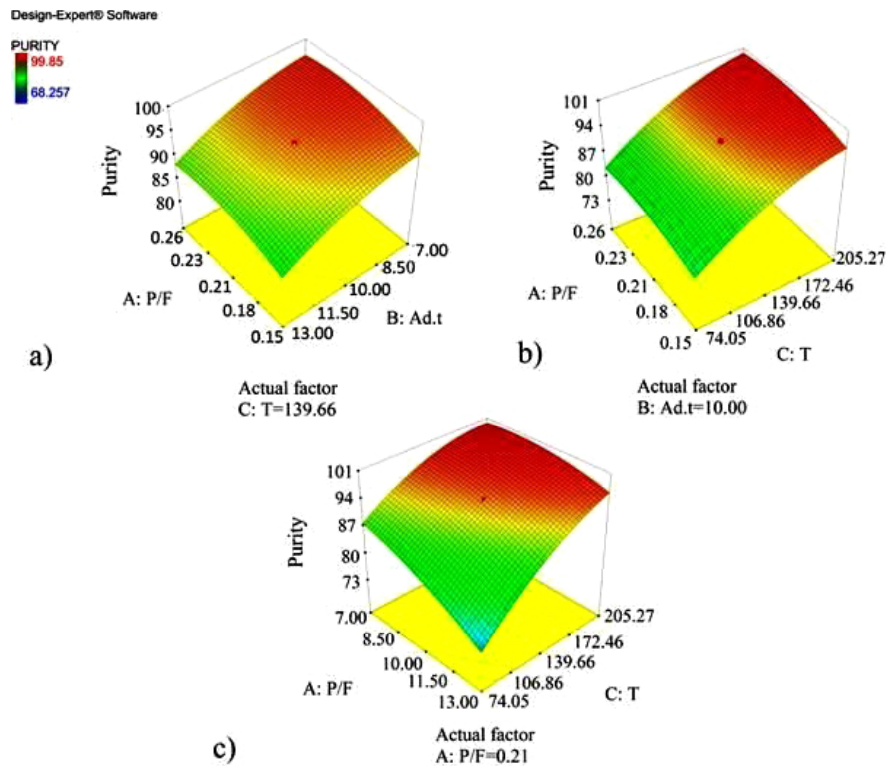 Design-Expert® Software
PURITY
99.85
68.257
100
95
90
85
80
Purity
0.26
0.23
0.21
0.18
0.15
A: P/F
7.00
8.50
10.00
11.50
13.00
B: Ad.t
a)
Actual factor
C: T=139.66
101
94
87
80
73
Purity
0.26
0.23
0.21
0.18
0.15
A: P/F
205.27
172.46
139.66
106.86
74.05
C: T
b)
Actual factor
B: Ad.t=10.00
101
94
87
80
73
Purity
7.00
8.50
10.00
11.50
13.00
A: P/F
205.27
172.46
139.66
106.86
74.05
C: T
c)
Actual factor
A: P/F=0.21